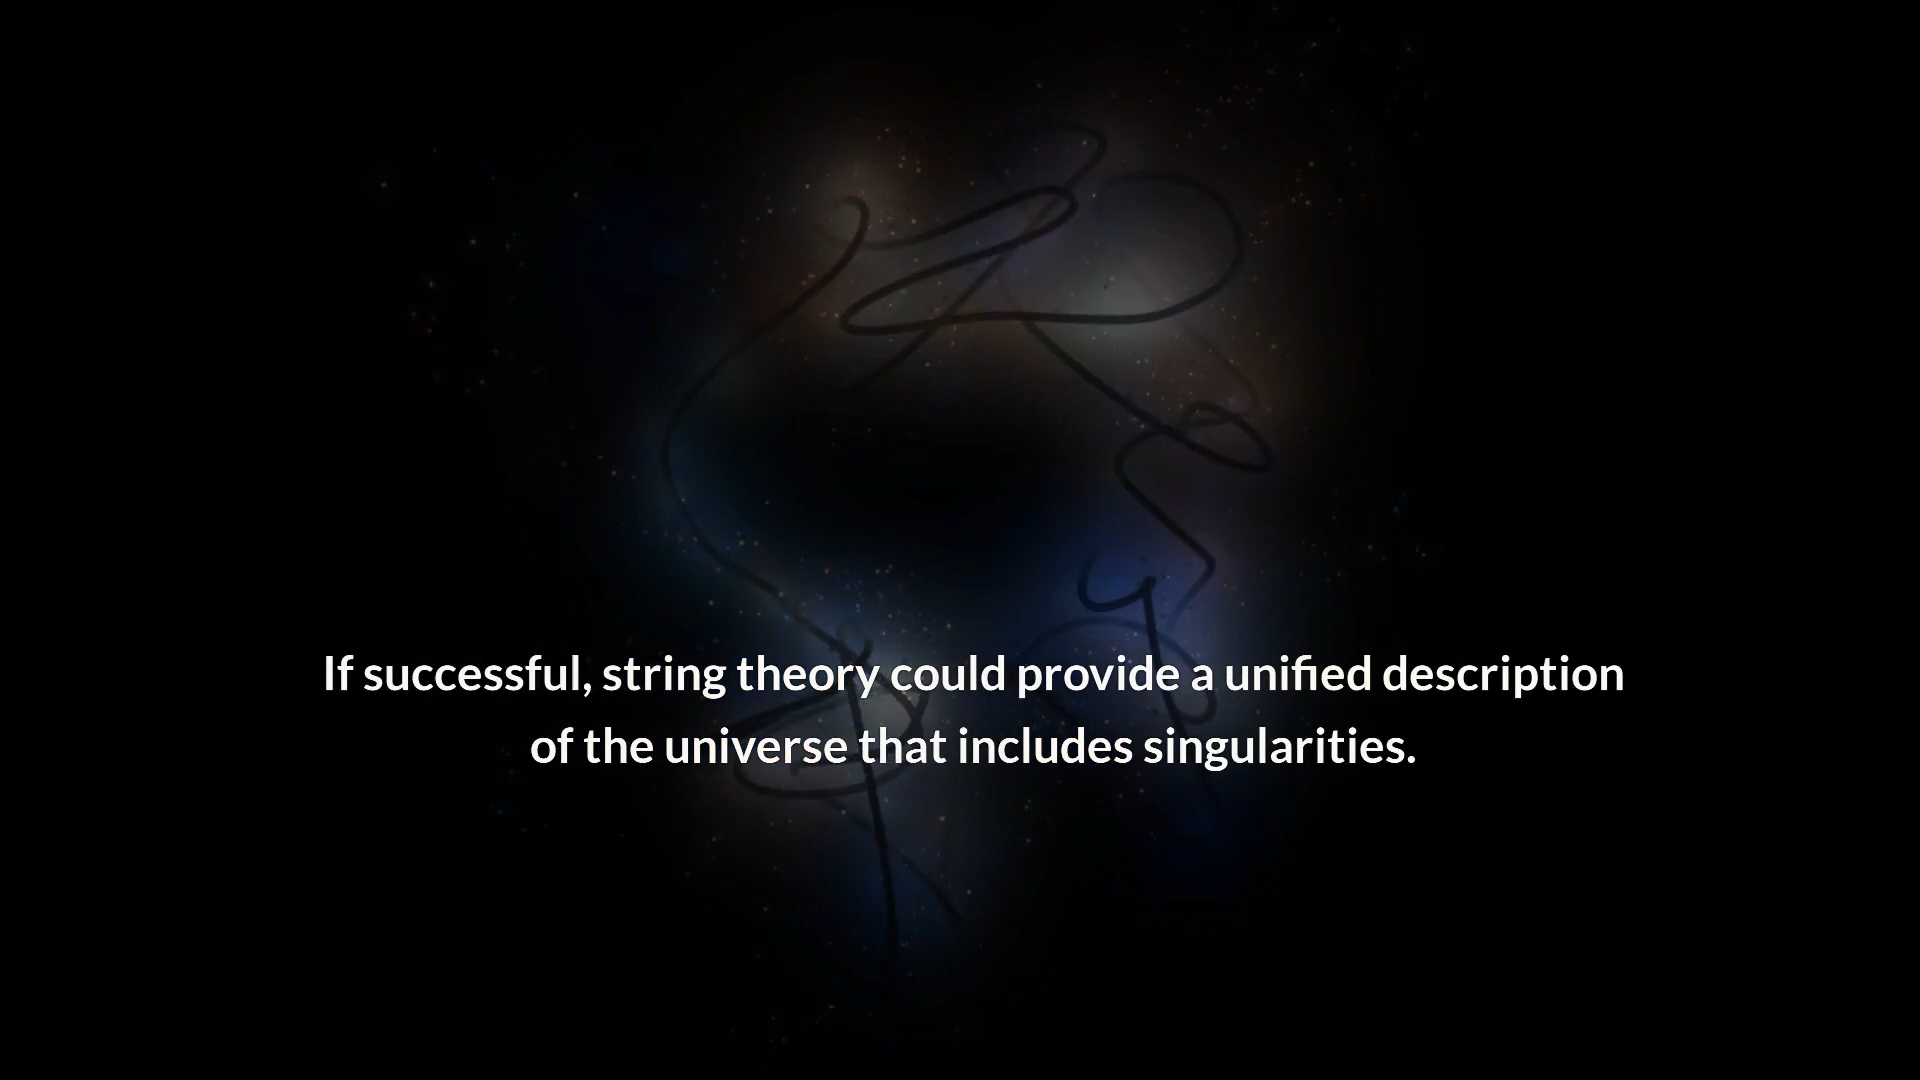 If successful, string theory could provide a unified description
of the universe that includes singularities.